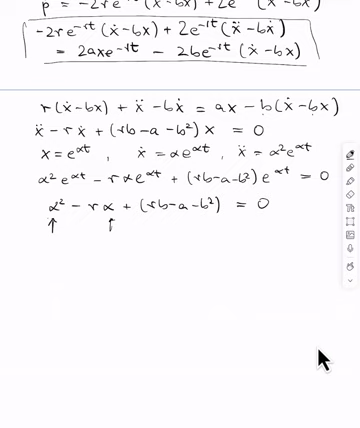 p = -2re^-rt (ẋ-bx) + 2e^-rt (ẍ-bẋ)
-2re^-rt (ẋ-bx) + 2e^-rt (ẍ-bẋ)
= 2axe^-rt - 2be^-rt (ẋ-bx)
r(ẋ-bx) + ẍ-bẋ = ax - b(ẋ-bx)
ẍ - rẋ + (rb-a-b²)x = 0
x = e^αt , ẋ = αe^αt , ẍ = α²e^αt
α²e^αt - rαe^αt + (rb-a-b²)e^αt = 0
α² - rα + (rb-a-b²) = 0